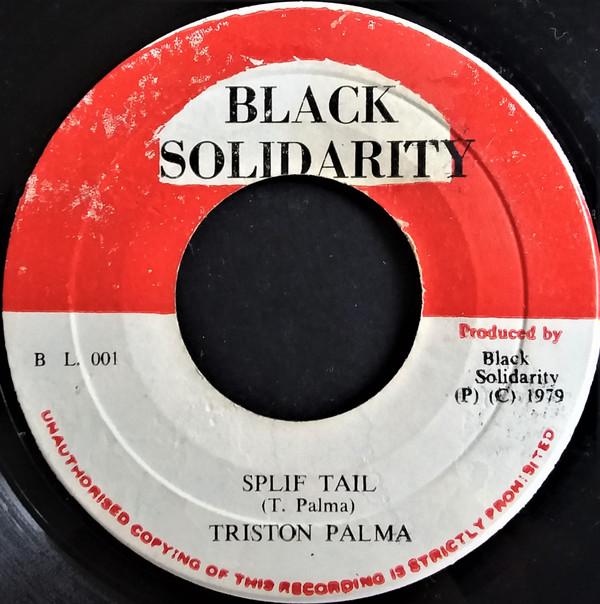 BLACK
SOLIDARITY
Produced by
Black
Solidarity
(P) (C) 1979
B L. 001
SPLIF TAIL
(T. Palma)
TRISTON PALMA
UNAUTHORISED COPYING OF THIS RECORDING IS STRICTLY PROHIBITED